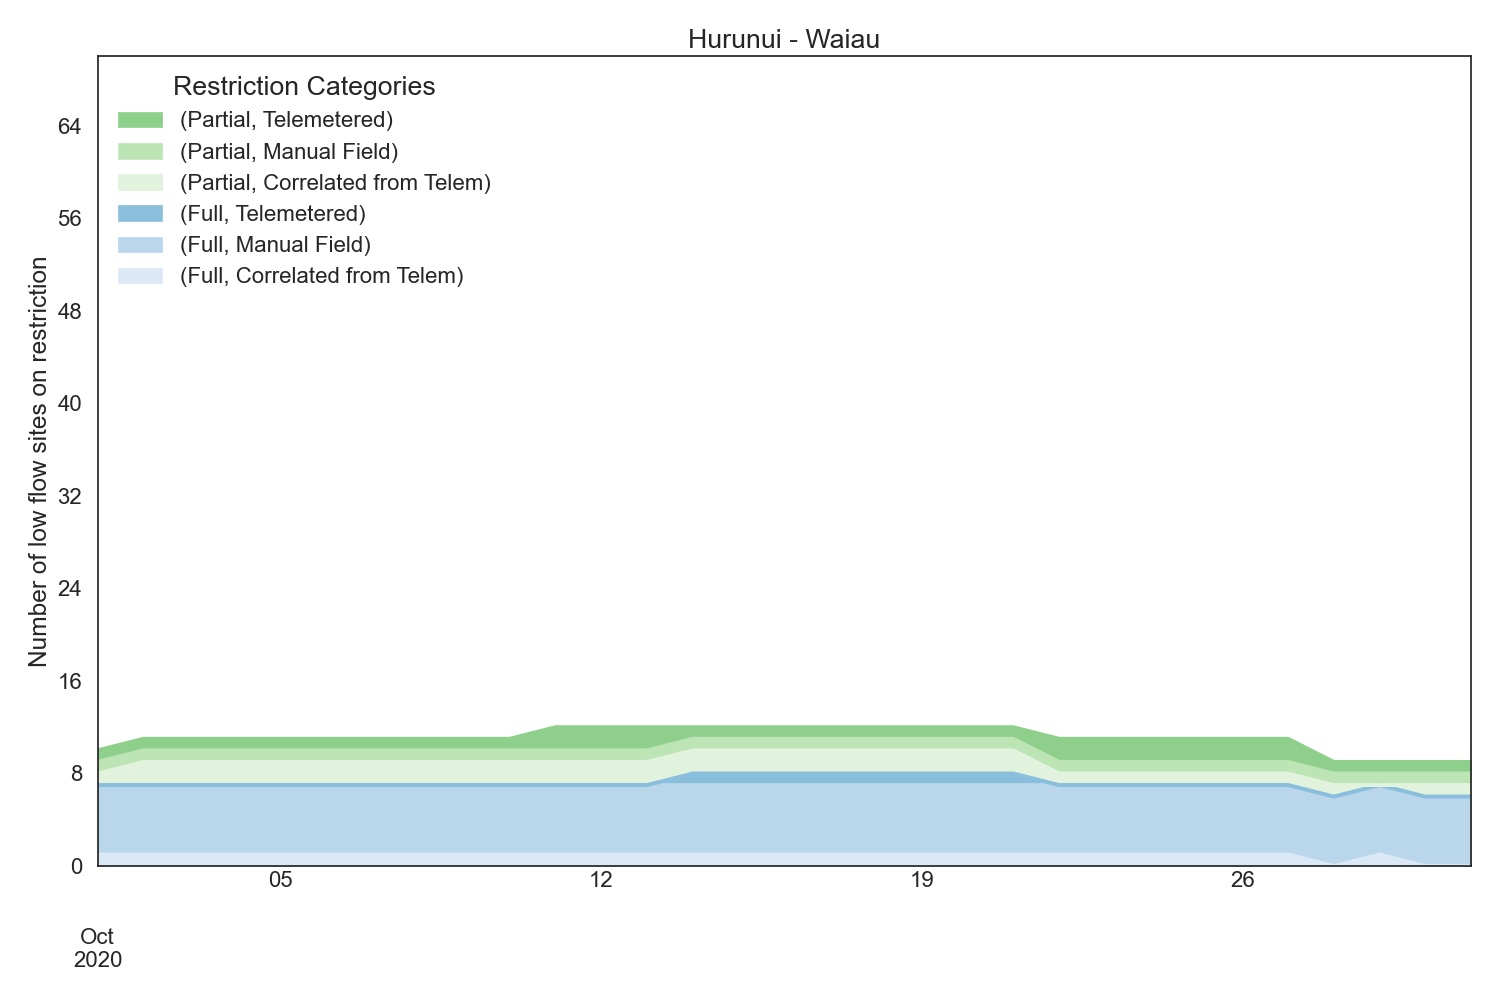 Hurunui - Waiau
Restriction Categories
(Partial, Telemetered)
(Partial, Manual Field)
(Partial, Correlated from Telem)
(Full, Telemetered)
(Full, Manual Field)
(Full, Correlated from Telem)
Number of low flow sites on restriction
64
56
48
40
32
24
16
8
0
05
12
19
26
Oct
2020